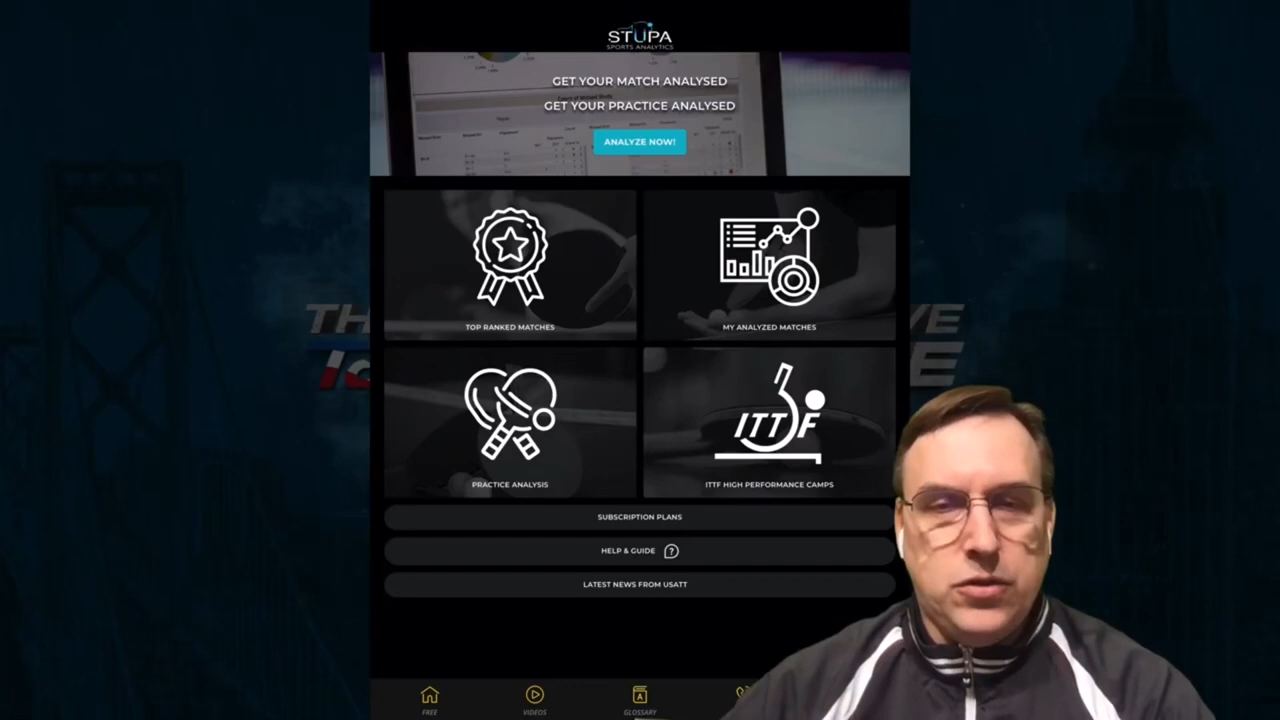 STUPA
SPORTS ANALYTICS
GET YOUR MATCH ANALYSED
GET YOUR PRACTICE ANALYSED
ANALYZE NOW!
TOP RANKED MATCHES
MY ANALYZED MATCHES
PRACTICE ANALYSIS
ITTF
ITTF HIGH PERFORMANCE CAMPS
SUBSCRIPTION PLANS
HELP & GUIDE ?
LATEST NEWS FROM USATT
FREE
VIDEOS
A
GLOSSARY